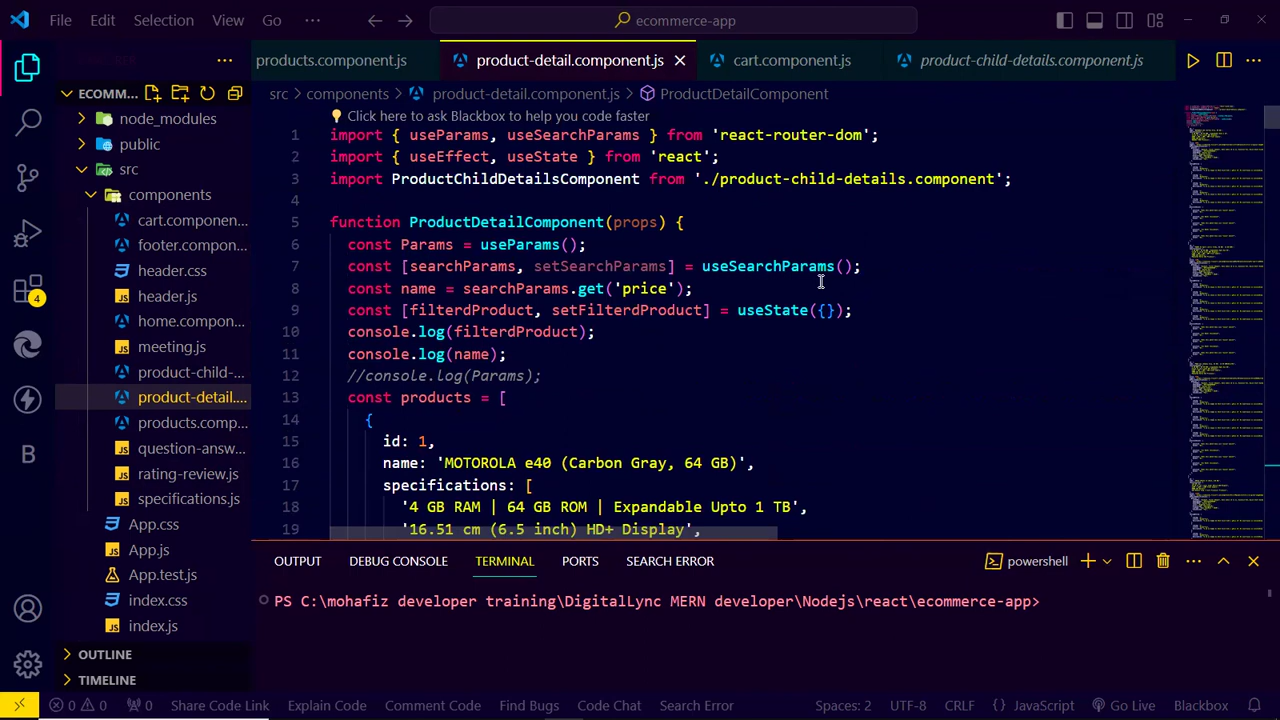 File Edit Selection View Go ··· ecommerce-app
products.component.js product-detail.component.js cart.component.js product-child-details.component.js
ECOMM...
src components product-detail.component.js ProductDetailComponent
Click here to ask Blackbox to help you code faster
1 import { useParams, useSearchParams } from 'react-router-dom';
2 import { useEffect, useState } from 'react';
3 import ProductChildDetailsComponent from './product-child-details.component';
4
5 function ProductDetailComponent(props) {
6 const Params = useParams();
7 const [searchParams, setSearchParams] = useSearchParams();
8 const name = searchParams.get('price');
9 const [filterdProduct, setFilterdProduct] = useState({});
10 console.log(filterdProduct);
11 console.log(name);
12 //console.log(Params);
13 const products = [
14 {
15 id: 1,
16 name: 'MOTOROLA e40 (Carbon Gray, 64 GB)',
17 specifications: [
18 '4 GB RAM | 64 GB ROM | Expandable Upto 1 TB',
19 '16.51 cm (6.5 inch) HD+ Display',
node_modules
public
src
components
cart.componen...
footer.compon...
header.css
header.js
home.compon...
meeting.js
product-child-...
product-detail....
products.comp...
question-answ...
rating-review.js
specifications.js
App.css
App.js
App.test.js
index.css
index.js
OUTLINE
TIMELINE
4
OUTPUT DEBUG CONSOLE TERMINAL PORTS SEARCH ERROR powershell
PS C:\mohafiz developer training\DigitalLync MERN developer\Nodejs\react\ecommerce-app>
0 0 0 Share Code Link Explain Code Comment Code Find Bugs Code Chat Search Error Spaces: 2 UTF-8 CRLF {} JavaScript Go Live Blackbox